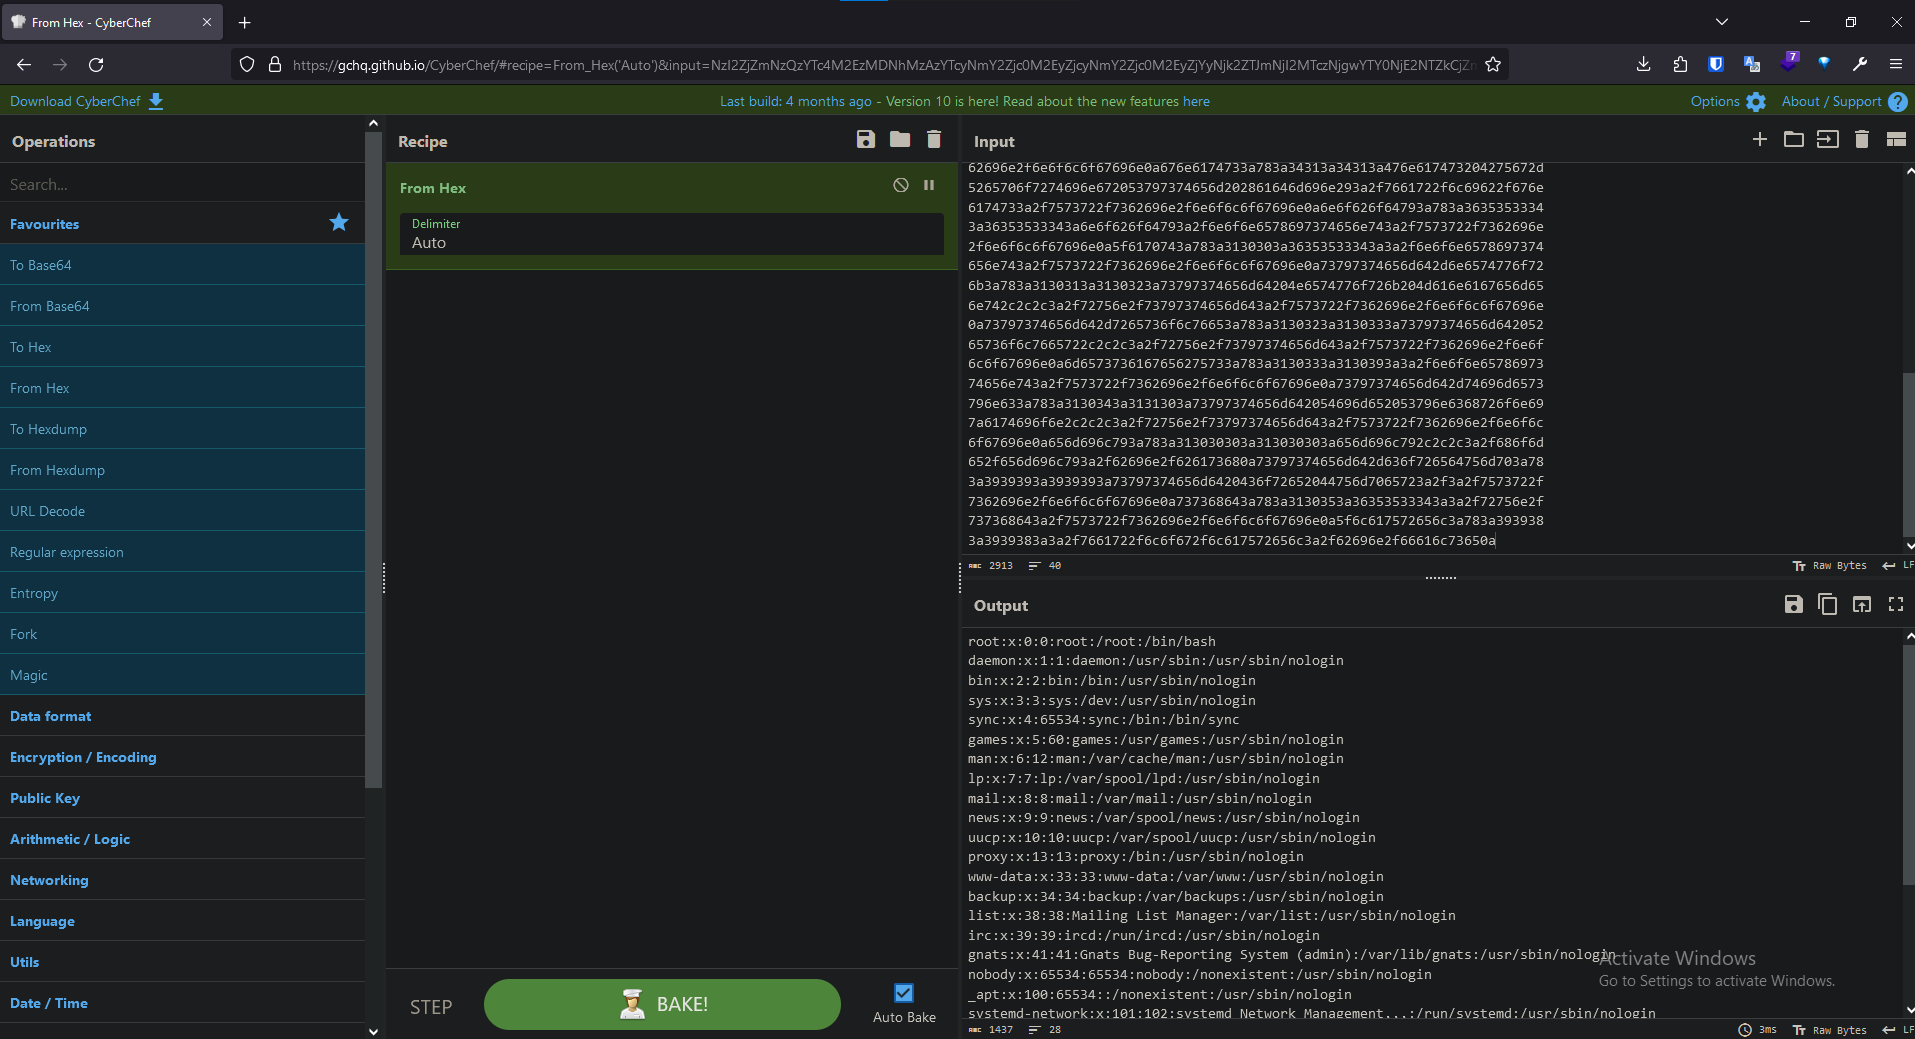 From Hex - CyberChef
https://gchq.github.io/CyberChef/#recipe=From_Hex('Auto')&input=NzI2ZjZmNzQzYTc4M2EzMDNhMzAzYTcyNmY2Zjc0M2EyZjcyNmY2Zjc0M2EyZjYyNjk2ZTJmNjI2MTczNjgwYTY0NjE2NTZkCjZm
7
Download CyberChef
Last build: 4 months ago - Version 10 is here! Read about the new features here
Options
About / Support
Operations
Search...
Favourites
To Base64
From Base64
To Hex
From Hex
To Hexdump
From Hexdump
URL Decode
Regular expression
Entropy
Fork
Magic
Data format
Encryption / Encoding
Public Key
Arithmetic / Logic
Networking
Language
Utils
Date / Time
Recipe
From Hex
Delimiter
Auto
STEP
BAKE!
Auto Bake
Input
62696e2f6e6f6c6f67696e0a676e6174733a783a34313a34313a476e617473204275672d
5265706f7274696e672053797374656d202861646d696e293a2f7661722f6c69622f676e
6174733a2f7573722f7362696e2f6e6f6c6f67696e0a6e6f626f64793a783a3635353334
3a36353533343a6e6f626f64793a2f6e6f6e6578697374656e743a2f7573722f7362696e
2f6e6f6c6f67696e0a5f6170743a783a3130303a36353533343a3a2f6e6f6e6578697374
656e743a2f7573722f7362696e2f6e6f6c6f67696e0a73797374656d642d6e6574776f72
6b3a783a3130313a3130323a73797374656d64204e6574776f726b204d616e6167656d65
6e742c2c2c3a2f72756e2f73797374656d643a2f7573722f7362696e2f6e6f6c6f67696e
0a73797374656d642d7265736f6c76653a783a3130323a3130333a73797374656d642052
65736f6c7665722c2c2c3a2f72756e2f73797374656d643a2f7573722f7362696e2f6e6f
6c6f67696e0a6d6573736167656275733a783a3130333a3130393a3a2f6e6f6e65786973
74656e743a2f7573722f7362696e2f6e6f6c6f67696e0a73797374656d642d74696d6573
796e633a783a3130343a3131303a73797374656d642054696d652053796e6368726f6e69
7a6174696f6e2c2c2c3a2f72756e2f73797374656d643a2f7573722f7362696e2f6e6f6c
6f67696e0a656d696c793a783a313030303a313030303a656d696c792c2c2c3a2f686f6d
652f656d696c793a2f62696e2f626173680a73797374656d642d636f726564756d703a78
3a3939393a3939393a73797374656d6420436f72652044756d7065723a2f3a2f7573722f
7362696e2f6e6f6c6f67696e0a737368643a783a3130353a36353533343a3a2f72756e2f
737368643a2f7573722f7362696e2f6e6f6c6f67696e0a5f6c617572656c3a783a393938
3a3939383a3a2f7661722f6c6f672f6c617572656c3a2f62696e2f66616c73650a
2913 40
Raw Bytes LF
Output
root:x:0:0:root:/root:/bin/bash
daemon:x:1:1:daemon:/usr/sbin:/usr/sbin/nologin
bin:x:2:2:bin:/bin:/usr/sbin/nologin
sys:x:3:3:sys:/dev:/usr/sbin/nologin
sync:x:4:65534:sync:/bin:/bin/sync
games:x:5:60:games:/usr/games:/usr/sbin/nologin
man:x:6:12:man:/var/cache/man:/usr/sbin/nologin
lp:x:7:7:lp:/var/spool/lpd:/usr/sbin/nologin
mail:x:8:8:mail:/var/mail:/usr/sbin/nologin
news:x:9:9:news:/var/spool/news:/usr/sbin/nologin
uucp:x:10:10:uucp:/var/spool/uucp:/usr/sbin/nologin
proxy:x:13:13:proxy:/bin:/usr/sbin/nologin
www-data:x:33:33:www-data:/var/www:/usr/sbin/nologin
backup:x:34:34:backup:/var/backups:/usr/sbin/nologin
list:x:38:38:Mailing List Manager:/var/list:/usr/sbin/nologin
irc:x:39:39:ircd:/run/ircd:/usr/sbin/nologin
gnats:x:41:41:Gnats Bug-Reporting System (admin):/var/lib/gnats:/usr/sbin/nologin
nobody:x:65534:65534:nobody:/nonexistent:/usr/sbin/nologin
_apt:x:100:65534::/nonexistent:/usr/sbin/nologin
systemd-network:x:101:102:systemd Network Management...:/run/systemd:/usr/sbin/nologin
Activate Windows
Go to Settings to activate Windows.
1437 28
3ms Raw Bytes LF